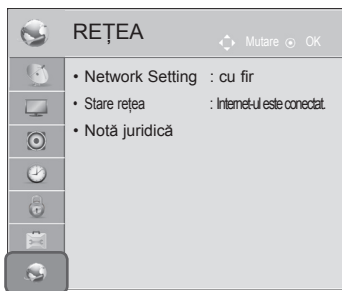 REȚEA
Mutare OK
• Network Setting : cu fir
• Stare rețea : Internet-ul este conectat.
• Notă juridică